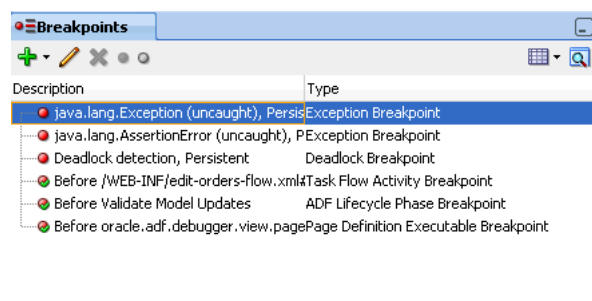 Breakpoints
Description Type
java.lang.Exception (uncaught), Persis Exception Breakpoint
java.lang.AssertionError (uncaught), P Exception Breakpoint
Deadlock detection, Persistent Deadlock Breakpoint
Before /WEB-INF/edit-orders-flow.xml# Task Flow Activity Breakpoint
Before Validate Model Updates ADF Lifecycle Phase Breakpoint
Before oracle.adf.debugger.view.page Page Definition Executable Breakpoint